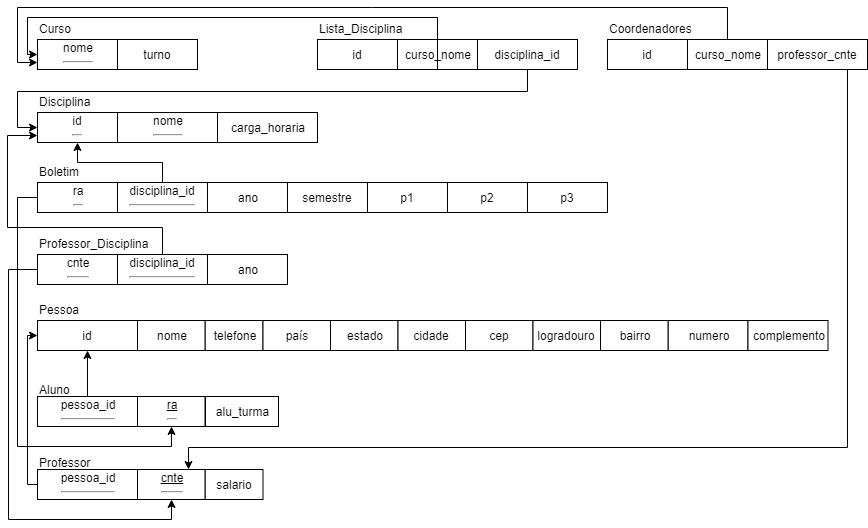 Curso
nome turno
Lista_Disciplina
id curso_nome disciplina_id
Coordenadores
id curso_nome professor_cnte
Disciplina
id nome carga_horaria
Boletim
ra disciplina_id ano semestre p1 p2 p3
Professor_Disciplina
cnte disciplina_id ano
Pessoa
id nome telefone país estado cidade cep logradouro bairro numero complemento
Aluno
pessoa_id ra alu_turma
Professor
pessoa_id cnte salario